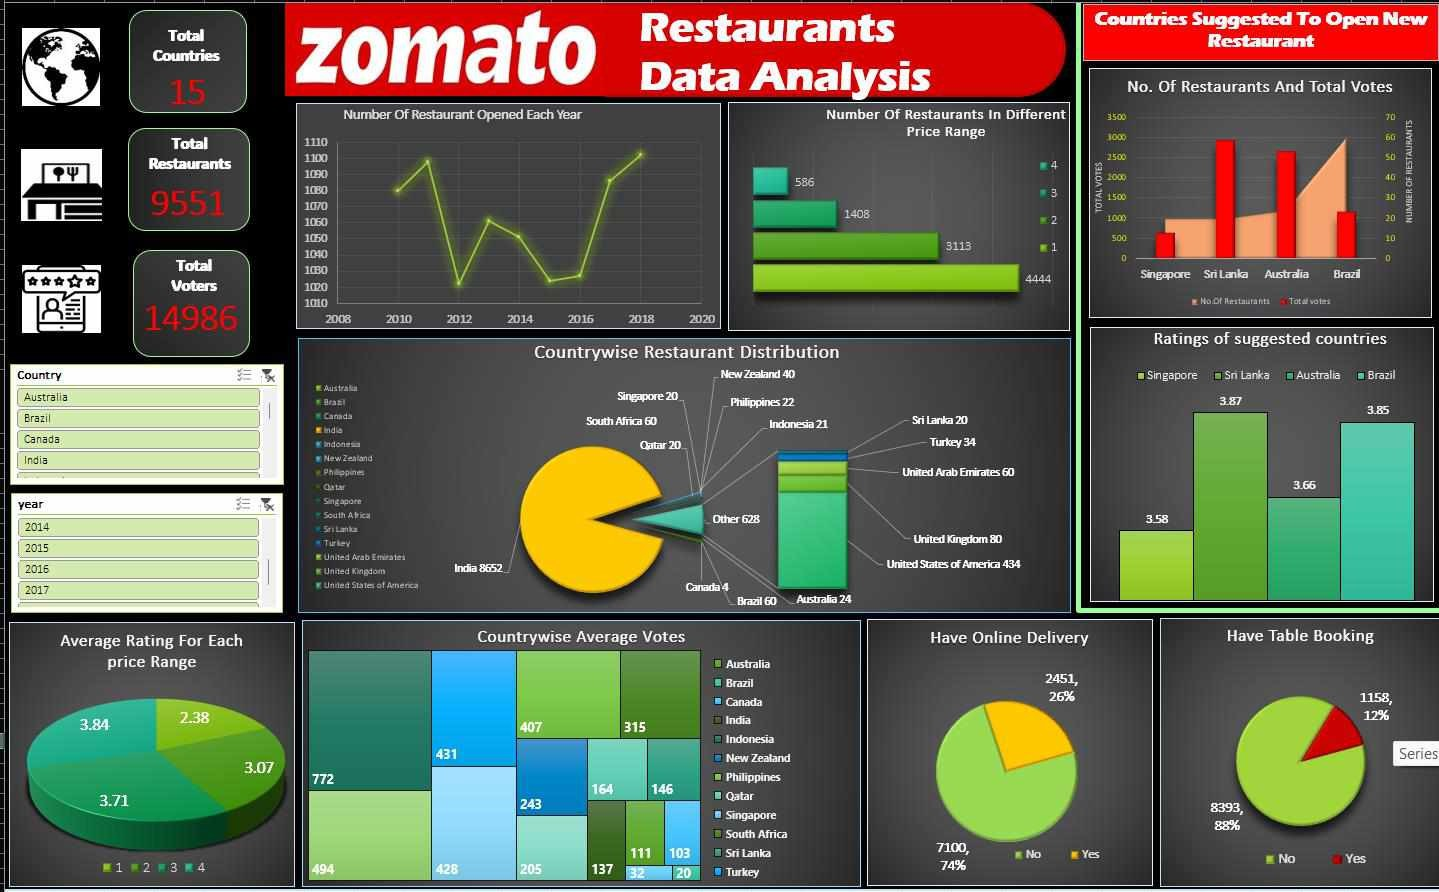 Total
Countries
15
Total
Restaurants
9551
Total
Voters
14986
zomato
Restaurants
Data Analysis
Countries Suggested To Open New
Restaurant
Number Of Restaurant Opened Each Year
1110
1100
1090
1080
1070
1060
1050
1040
1030
1020
1010
2008 2010 2012 2014 2016 2018 2020
Number Of Restaurants In Different
Price Range
586
1408
3113
4444
4
3
2
1
No. Of Restaurants And Total Votes
TOTAL VOTES
3500
3000
2500
2000
1500
1000
500
0
70
60
50
40
30
20
10
0
NUMBER OF RESTAURANTS
Singapore Sri Lanka Australia Brazil
No.Of Restaurants Total votes
Country
Australia
Brazil
Canada
India
year
2014
2015
2016
2017
Countrywise Restaurant Distribution
Australia
Brazil
Canada
India
Indonesia
New Zealand
Philippines
Qatar
Singapore
South Africa
Sri Lanka
Turkey
United Arab Emirates
United Kingdom
United States of America
New Zealand 40
Singapore 20
Philippines 22
South Africa 60
Indonesia 21
Qatar 20
Sri Lanka 20
Turkey 34
United Arab Emirates 60
Other 628
United Kingdom 80
India 8652
United States of America 434
Canada 4
Brazil 60
Australia 24
Ratings of suggested countries
Singapore Sri Lanka Australia Brazil
3.58
3.87
3.66
3.85
Average Rating For Each
price Range
3.84
2.38
3.07
3.71
1 2 3 4
Countrywise Average Votes
772
494
431
428
407
315
243
205
164
146
137
111
103
32
20
Australia
Brazil
Canada
India
Indonesia
New Zealand
Philippines
Qatar
Singapore
South Africa
Sri Lanka
Turkey
Have Online Delivery
2451,
26%
7100,
74%
No Yes
Have Table Booking
1158,
12%
8393,
88%
No Yes
Series